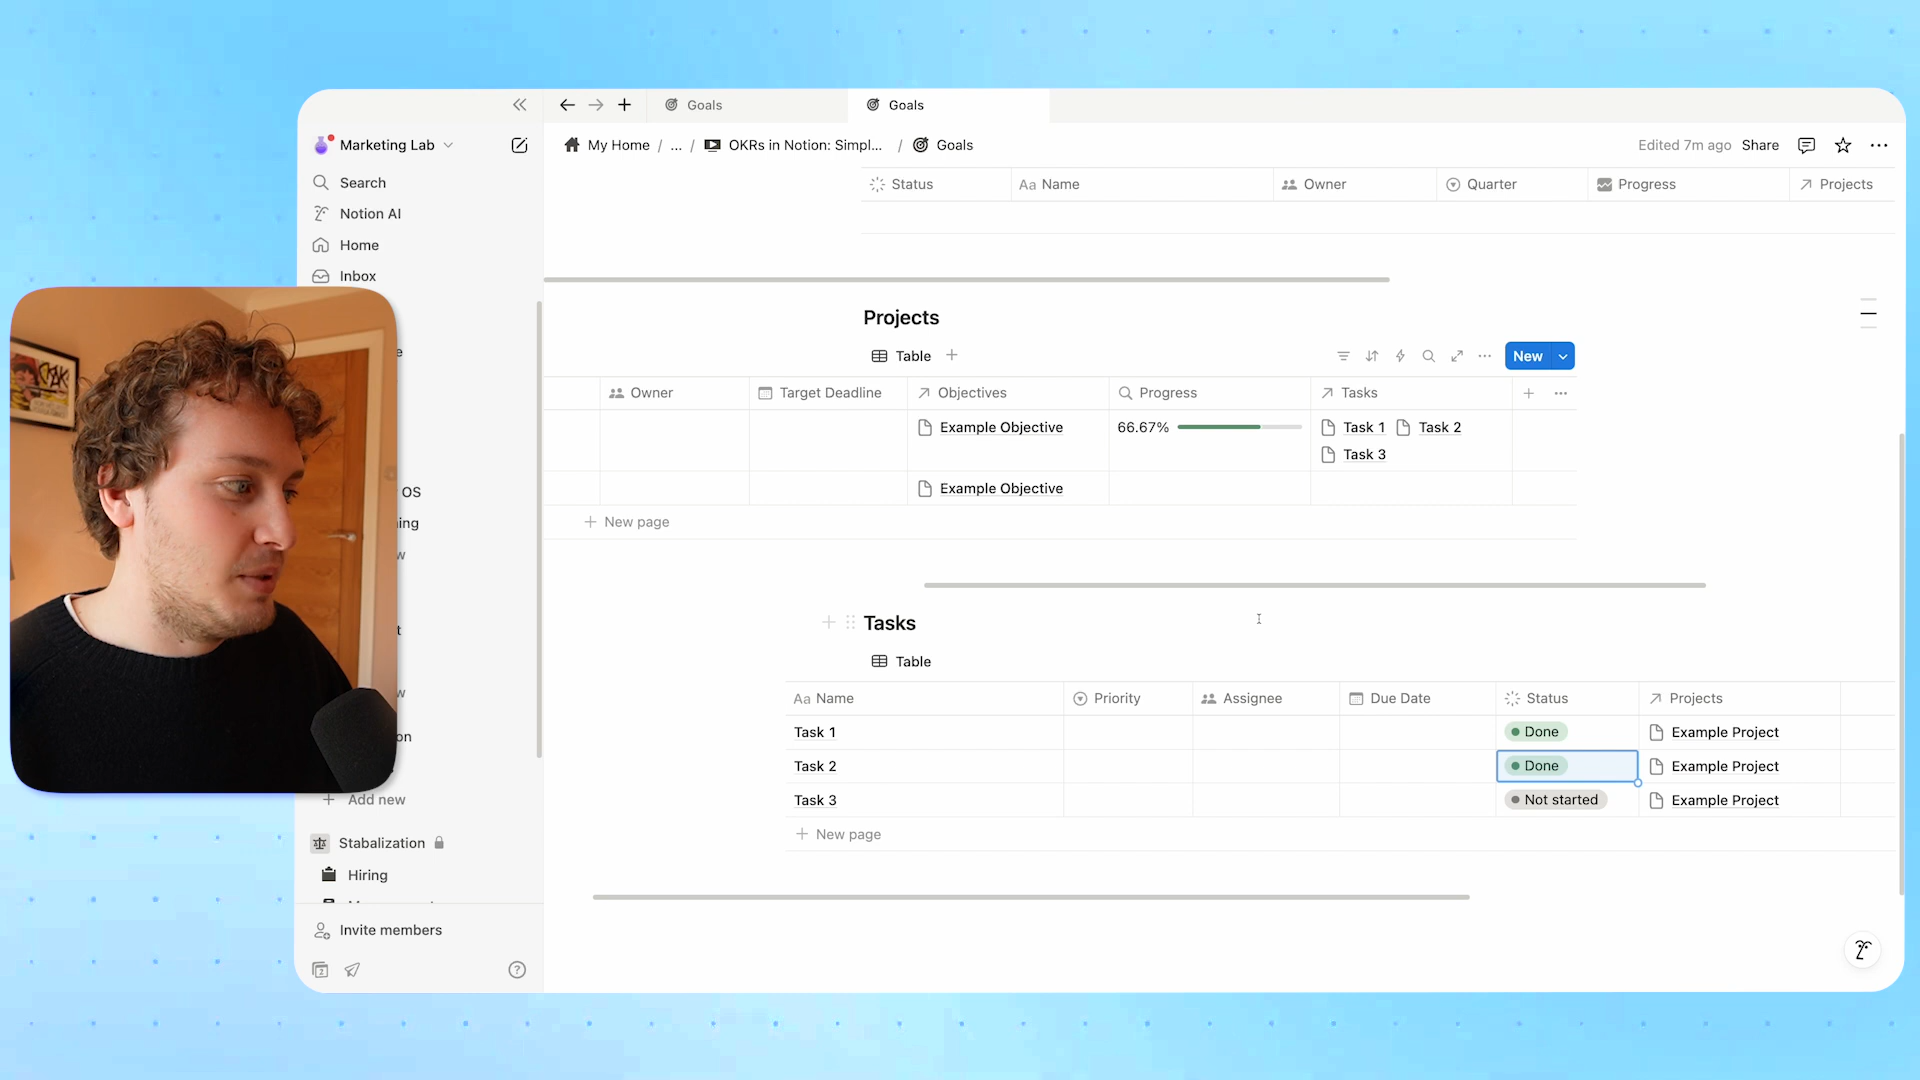 Goals
Goals
Marketing Lab
My Home / ... / OKRs in Notion: Simpl... / Goals
Edited 7m ago Share
Search
Notion AI
Home
Inbox
Status Name Owner Quarter Progress Projects
Projects
Table
New
Owner Target Deadline Objectives Progress Tasks
Example Objective 66.67% Task 1 Task 2
Task 3
Example Objective
New page
Tasks
Table
Aa Name Priority Assignee Due Date Status Projects
Task 1 Done Example Project
Task 2 Done Example Project
Task 3 Not started Example Project
New page
OS
Add new
Stabalization
Hiring
Invite members